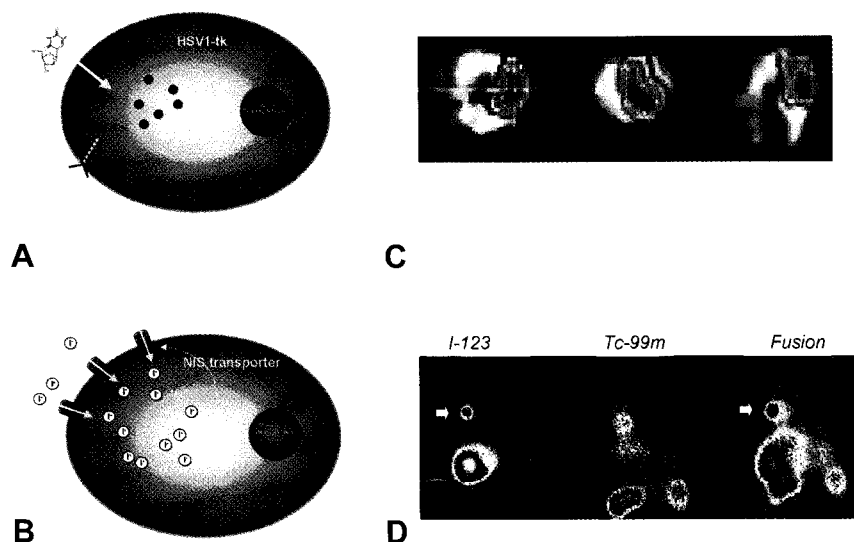 HSV1-tk
A
C
NIS transporter
B
I-123 Tc-99m Fusion
D